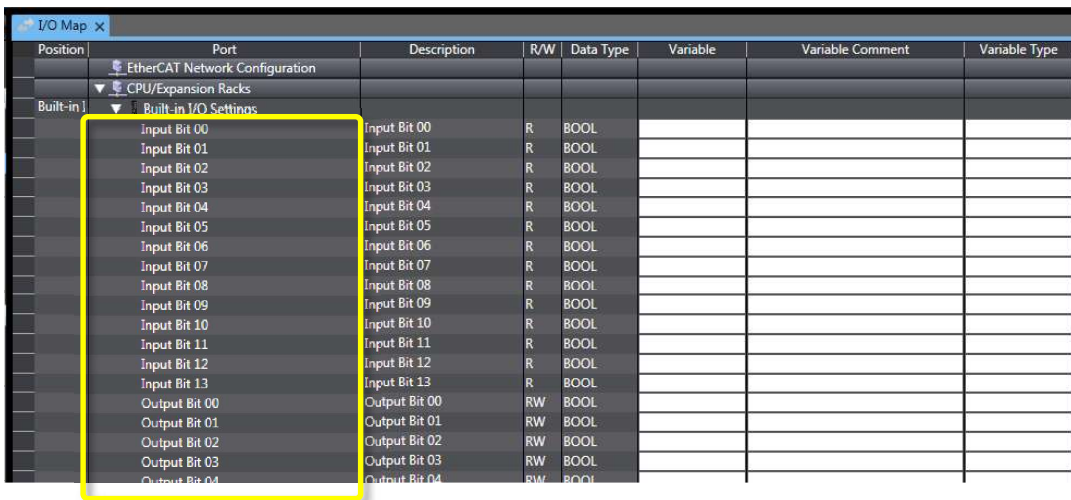 I/O Map X
Position Port Description R/W Data Type Variable Variable Comment Variable Type
EtherCAT Network Configuration
CPU/Expansion Racks
Built-in Built-in I/O Settings
Input Bit 00 Input Bit 00 R BOOL
Input Bit 01 Input Bit 01 R BOOL
Input Bit 02 Input Bit 02 R BOOL
Input Bit 03 Input Bit 03 R BOOL
Input Bit 04 Input Bit 04 R BOOL
Input Bit 05 Input Bit 05 R BOOL
Input Bit 06 Input Bit 06 R BOOL
Input Bit 07 Input Bit 07 R BOOL
Input Bit 08 Input Bit 08 R BOOL
Input Bit 09 Input Bit 09 R BOOL
Input Bit 10 Input Bit 10 R BOOL
Input Bit 11 Input Bit 11 R BOOL
Input Bit 12 Input Bit 12 R BOOL
Input Bit 13 Input Bit 13 R BOOL
Output Bit 00 Output Bit 00 RW BOOL
Output Bit 01 Output Bit 01 RW BOOL
Output Bit 02 Output Bit 02 RW BOOL
Output Bit 03 Output Bit 03 RW BOOL
Output Bit 04 Output Bit 04 RW BOOL